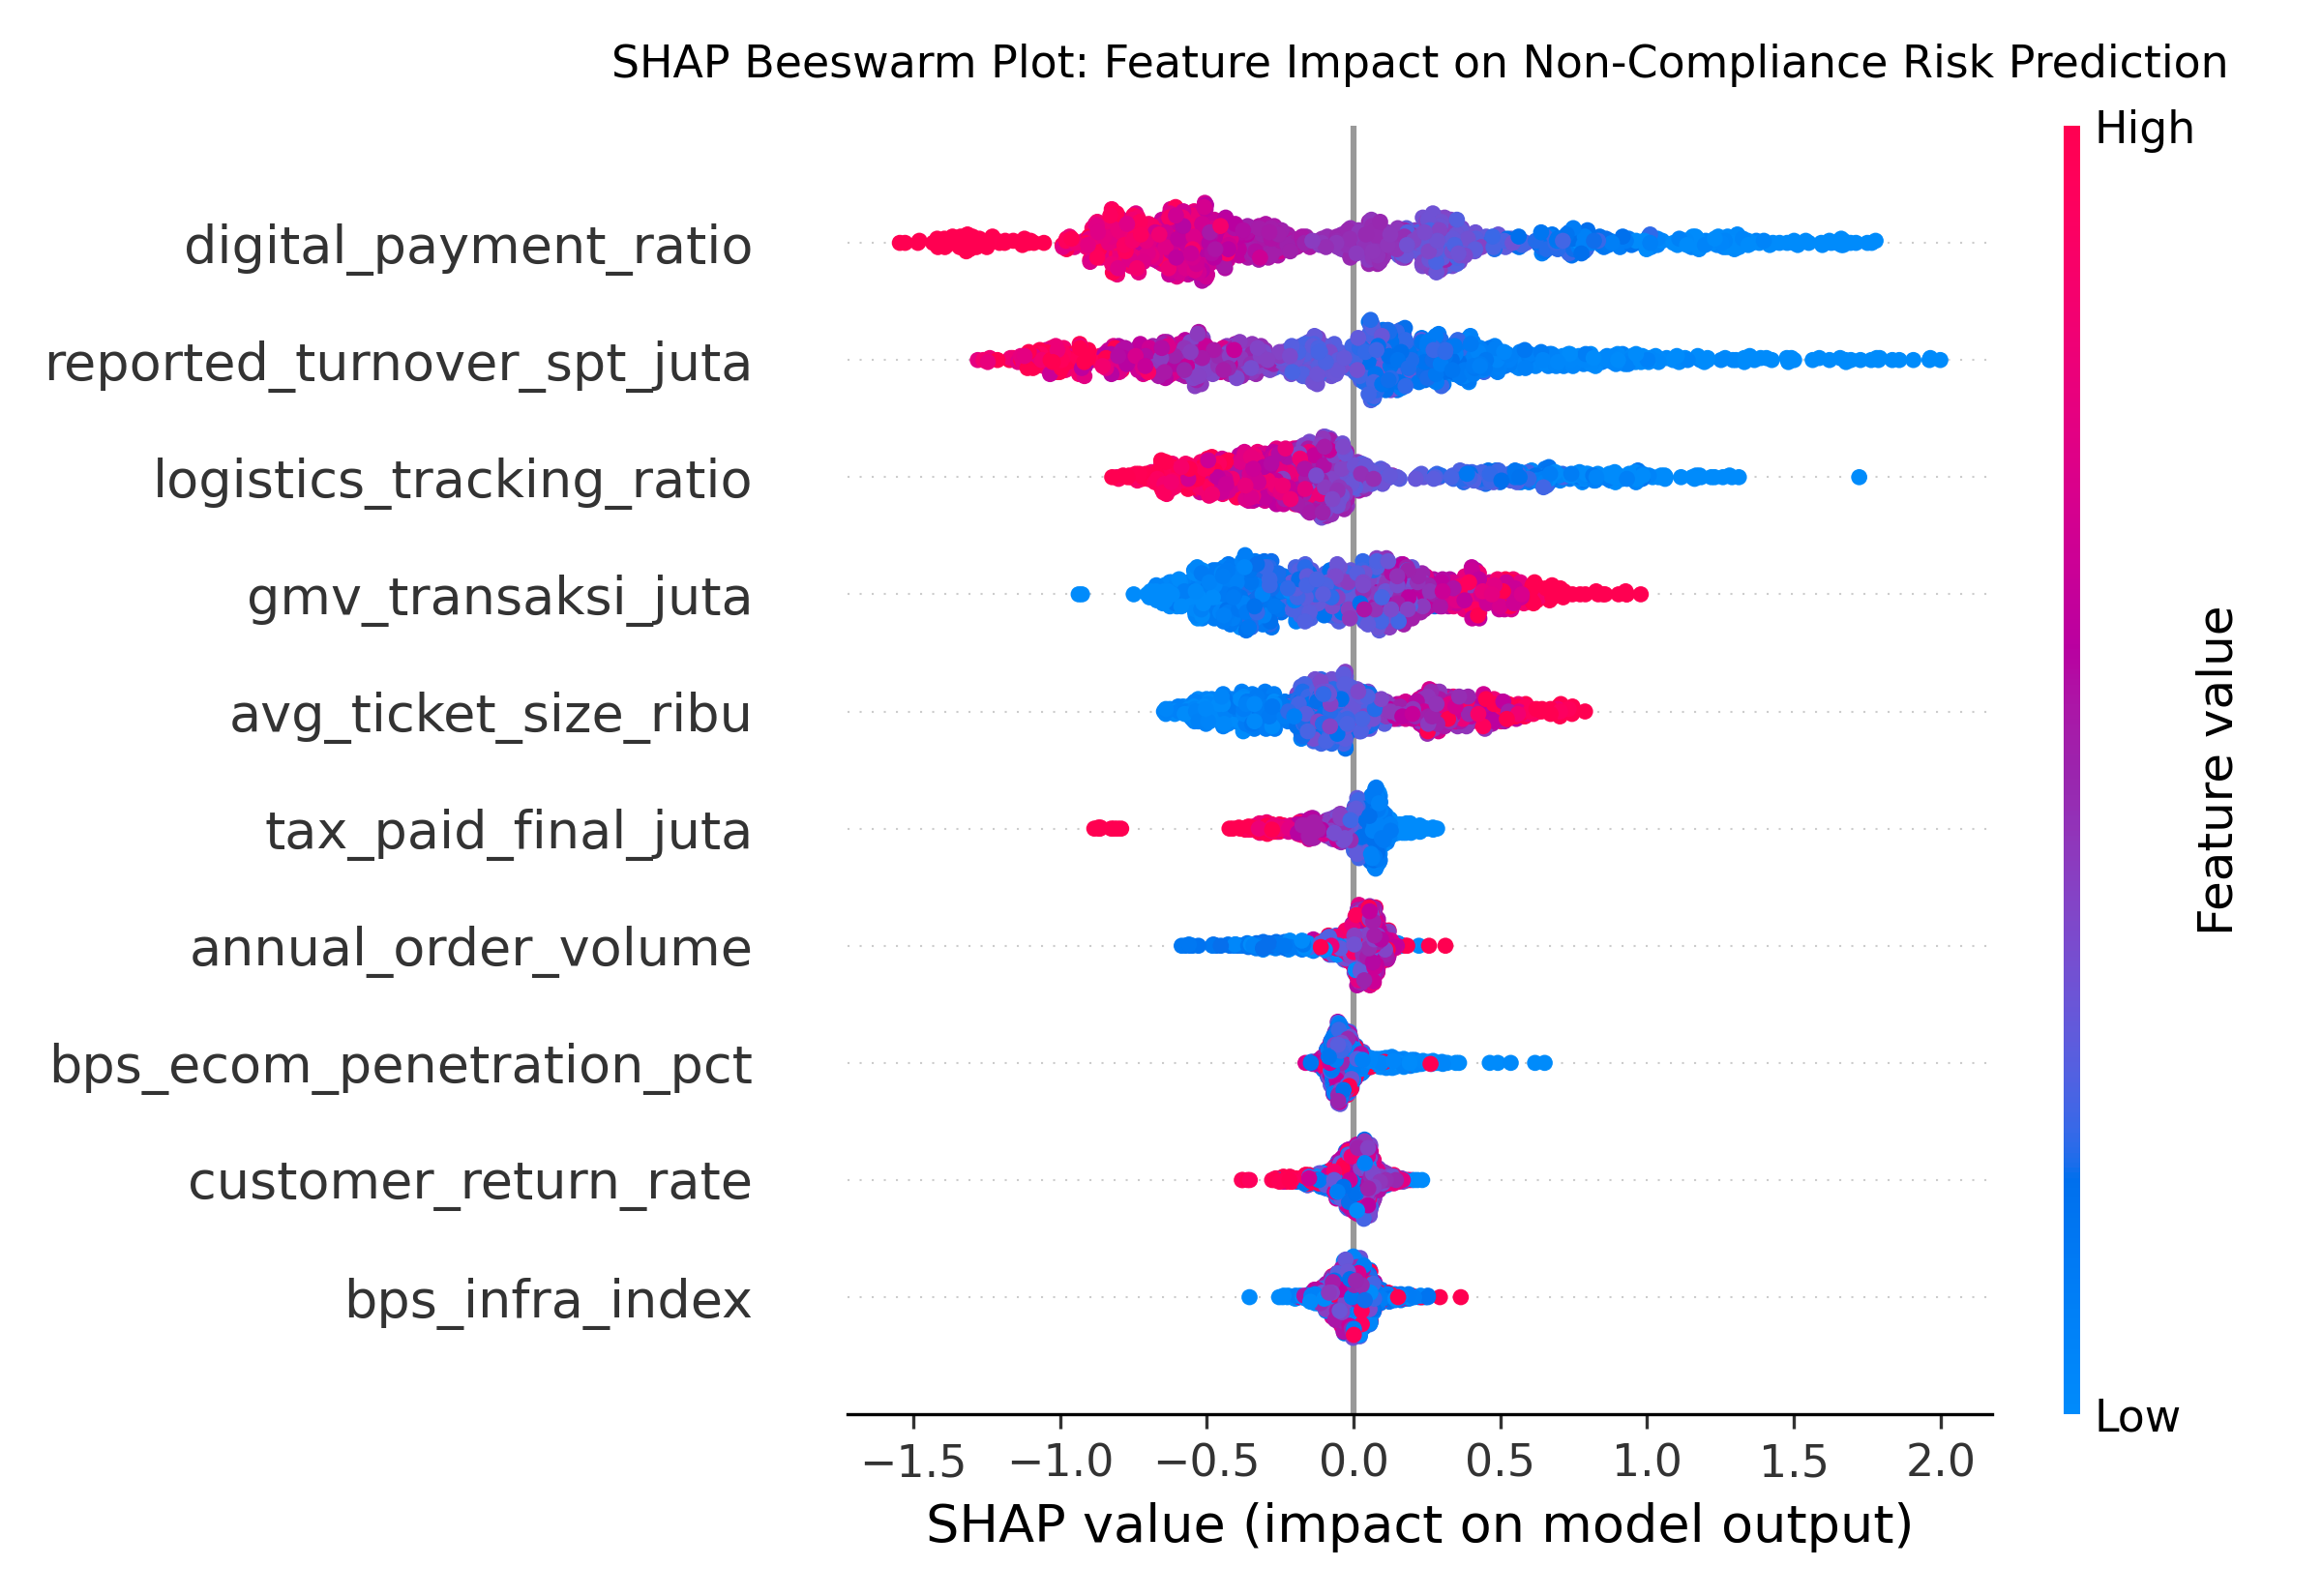 SHAP Beeswarm Plot: Feature Impact on Non-Compliance Risk Prediction
High
digital_payment_ratio
reported_turnover_spt_juta
logistics_tracking_ratio
gmv_transaksi_juta
avg_ticket_size_ribu
tax_paid_final_juta
annual_order_volume
bps_ecom_penetration_pct
customer_return_rate
bps_infra_index
Feature value
Low
−1.5 −1.0 −0.5 0.0 0.5 1.0 1.5 2.0
SHAP value (impact on model output)